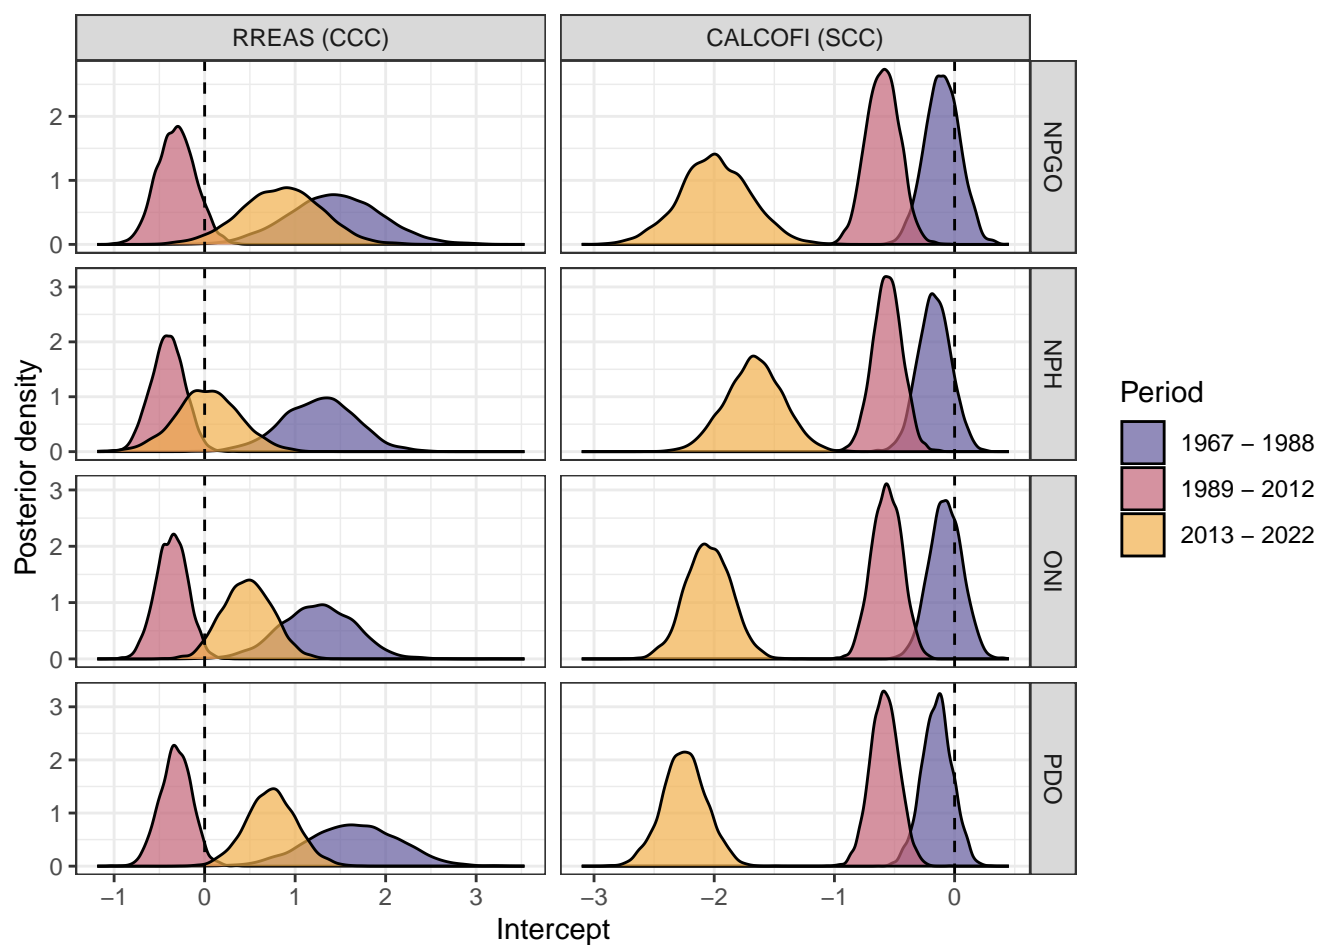 RREAS (CCC)
CALCOFI (SCC)
Posterior density
0
1
2
NPGO
0
1
2
3
NPH
0
1
2
3
ONI
0
1
2
3
PDO
−1
0
1
2
3
−3
−2
−1
0
Intercept
Period
1967 − 1988
1989 − 2012
2013 − 2022